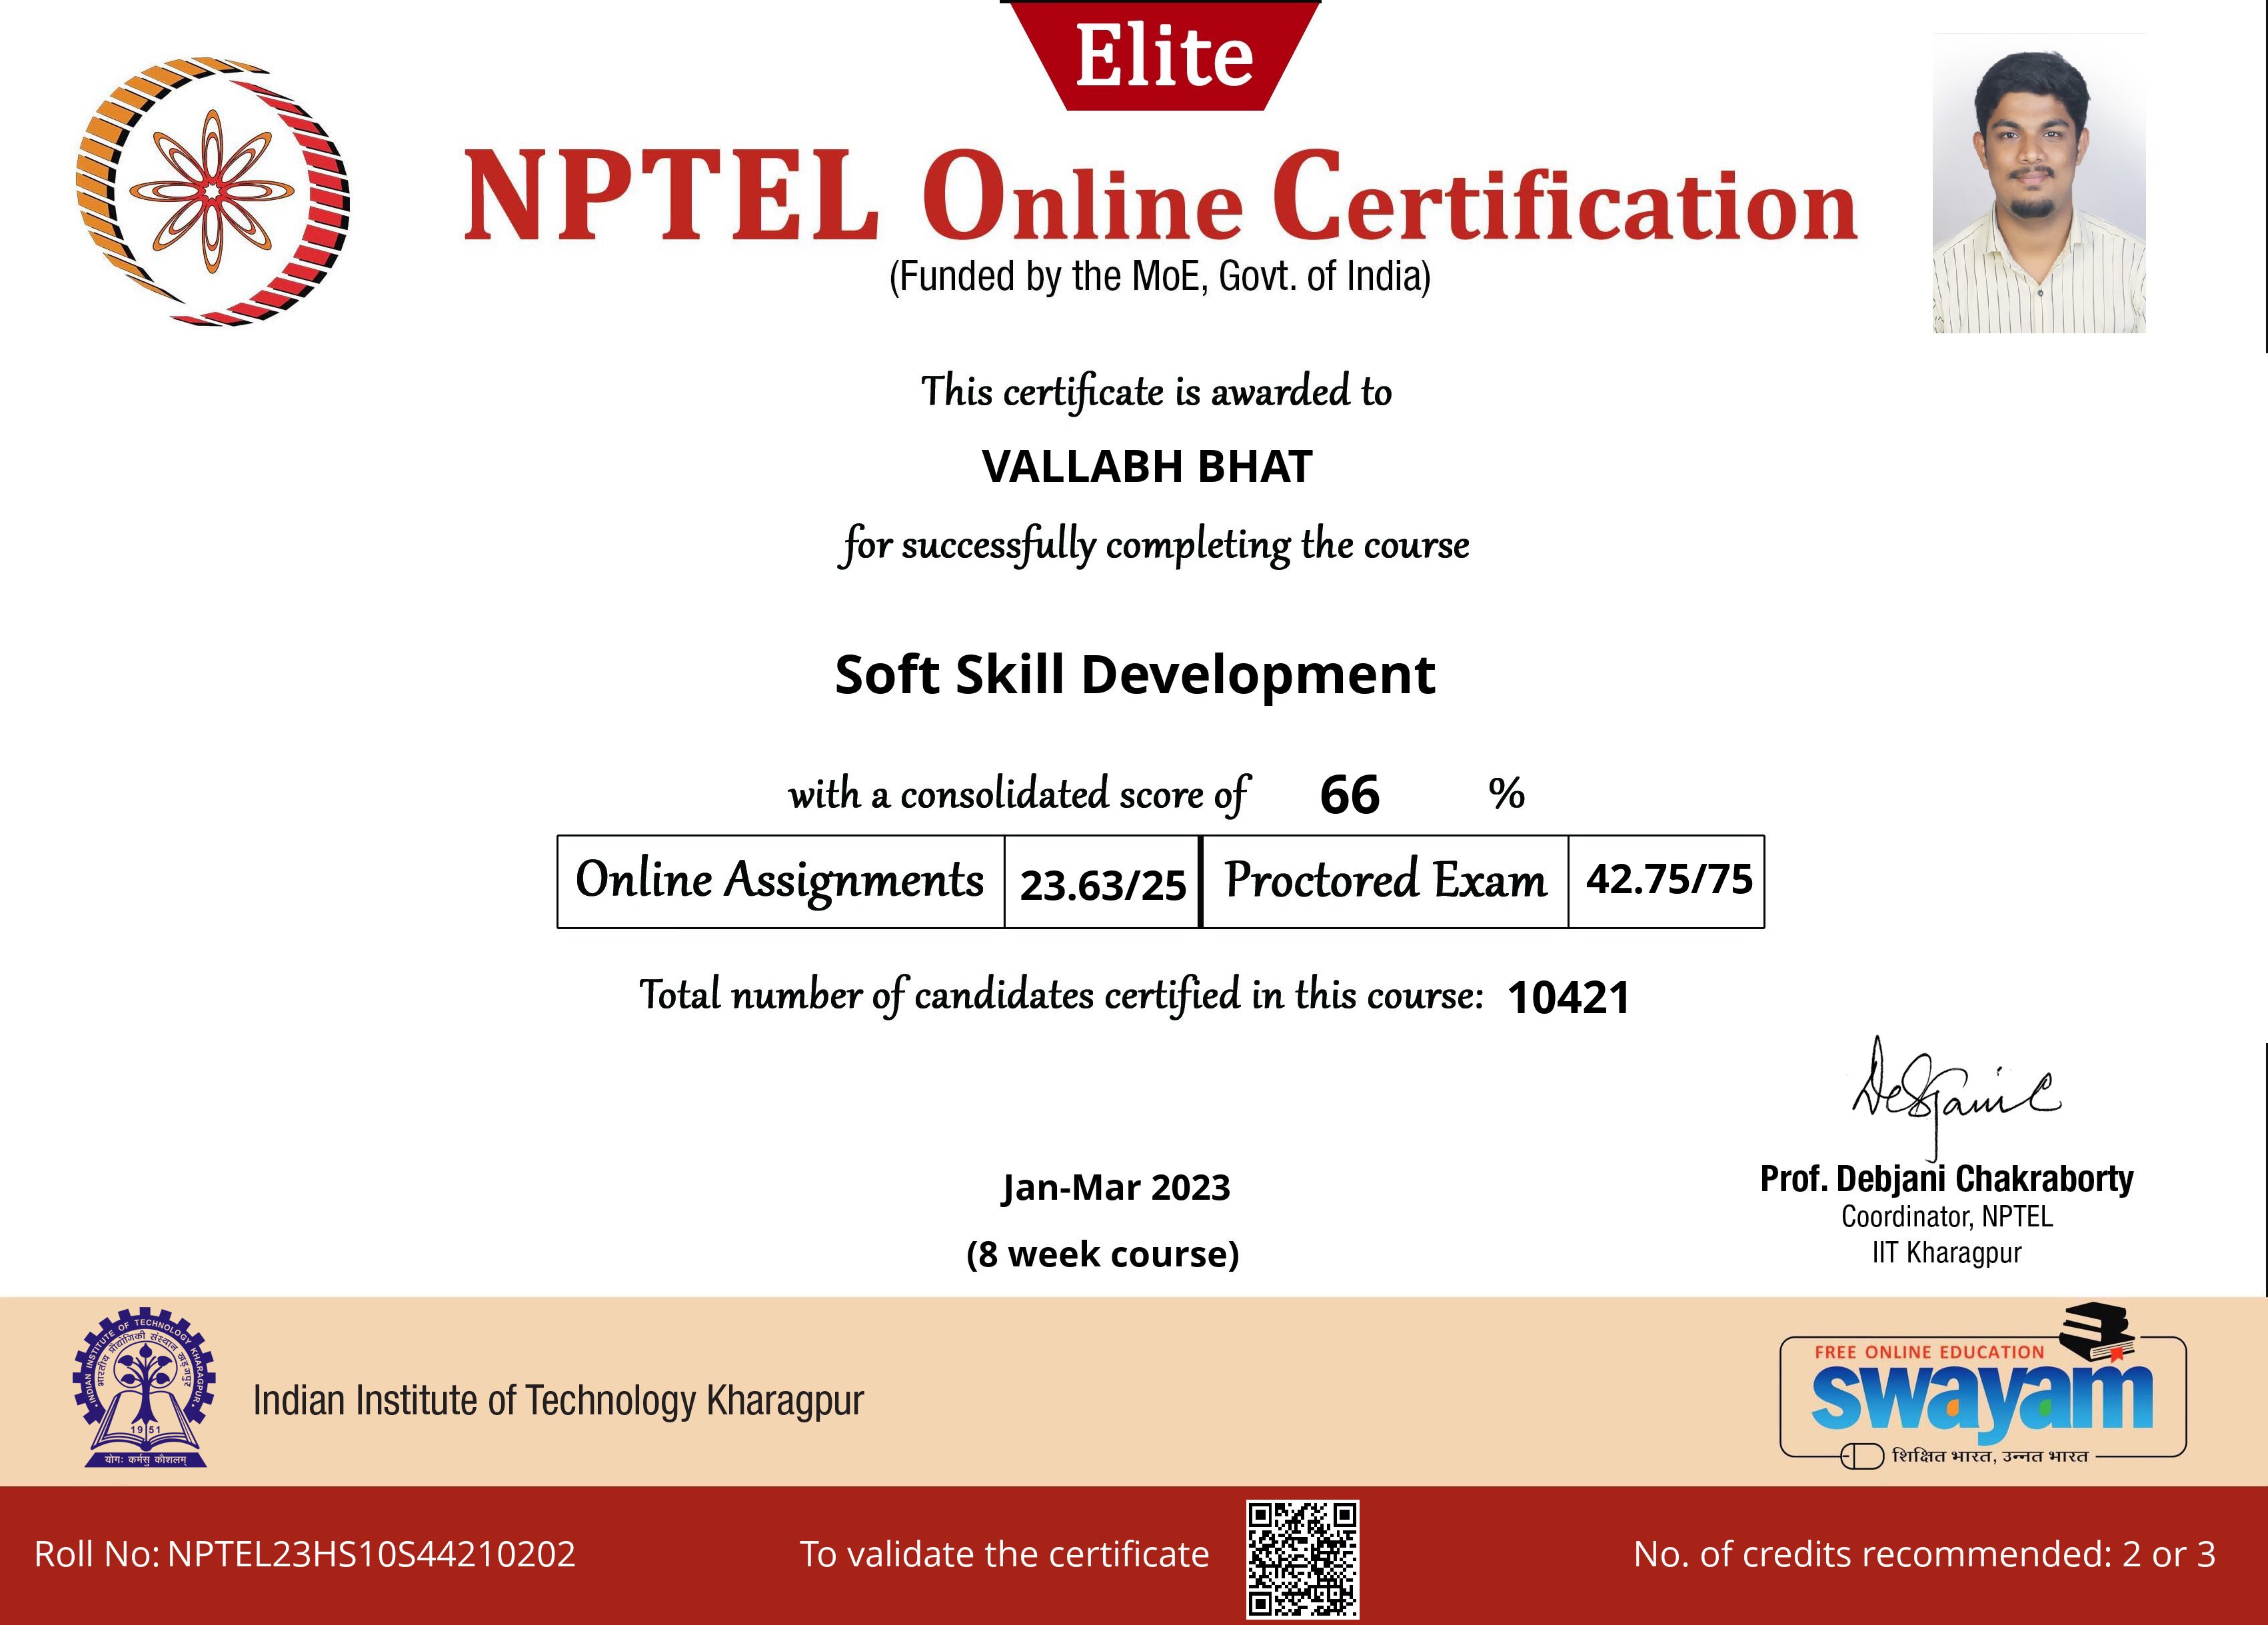 Elite
NPTEL Online Certification
(Funded by the MoE, Govt. of India)
This certificate is awarded to
VALLABH BHAT
for successfully completing the course
Soft Skill Development
with a consolidated score of 66 %
Online Assignments 23.63/25 Proctored Exam 42.75/75
Total number of candidates certified in this course: 10421
Jan-Mar 2023
(8 week course)
Debjani C
Prof. Debjani Chakraborty
Coordinator, NPTEL
IIT Kharagpur
INDIAN INSTITUTE OF TECHNOLOGY KHARAGPUR
भारतीय प्रौद्योगिकी संस्थान खड़गपुर
1951
योगः कर्मसु कौशलम्
Indian Institute of Technology Kharagpur
FREE ONLINE EDUCATION
swayam
शिक्षित भारत, उन्नत भारत
Roll No: NPTEL23HS10S44210202
To validate the certificate
No. of credits recommended: 2 or 3